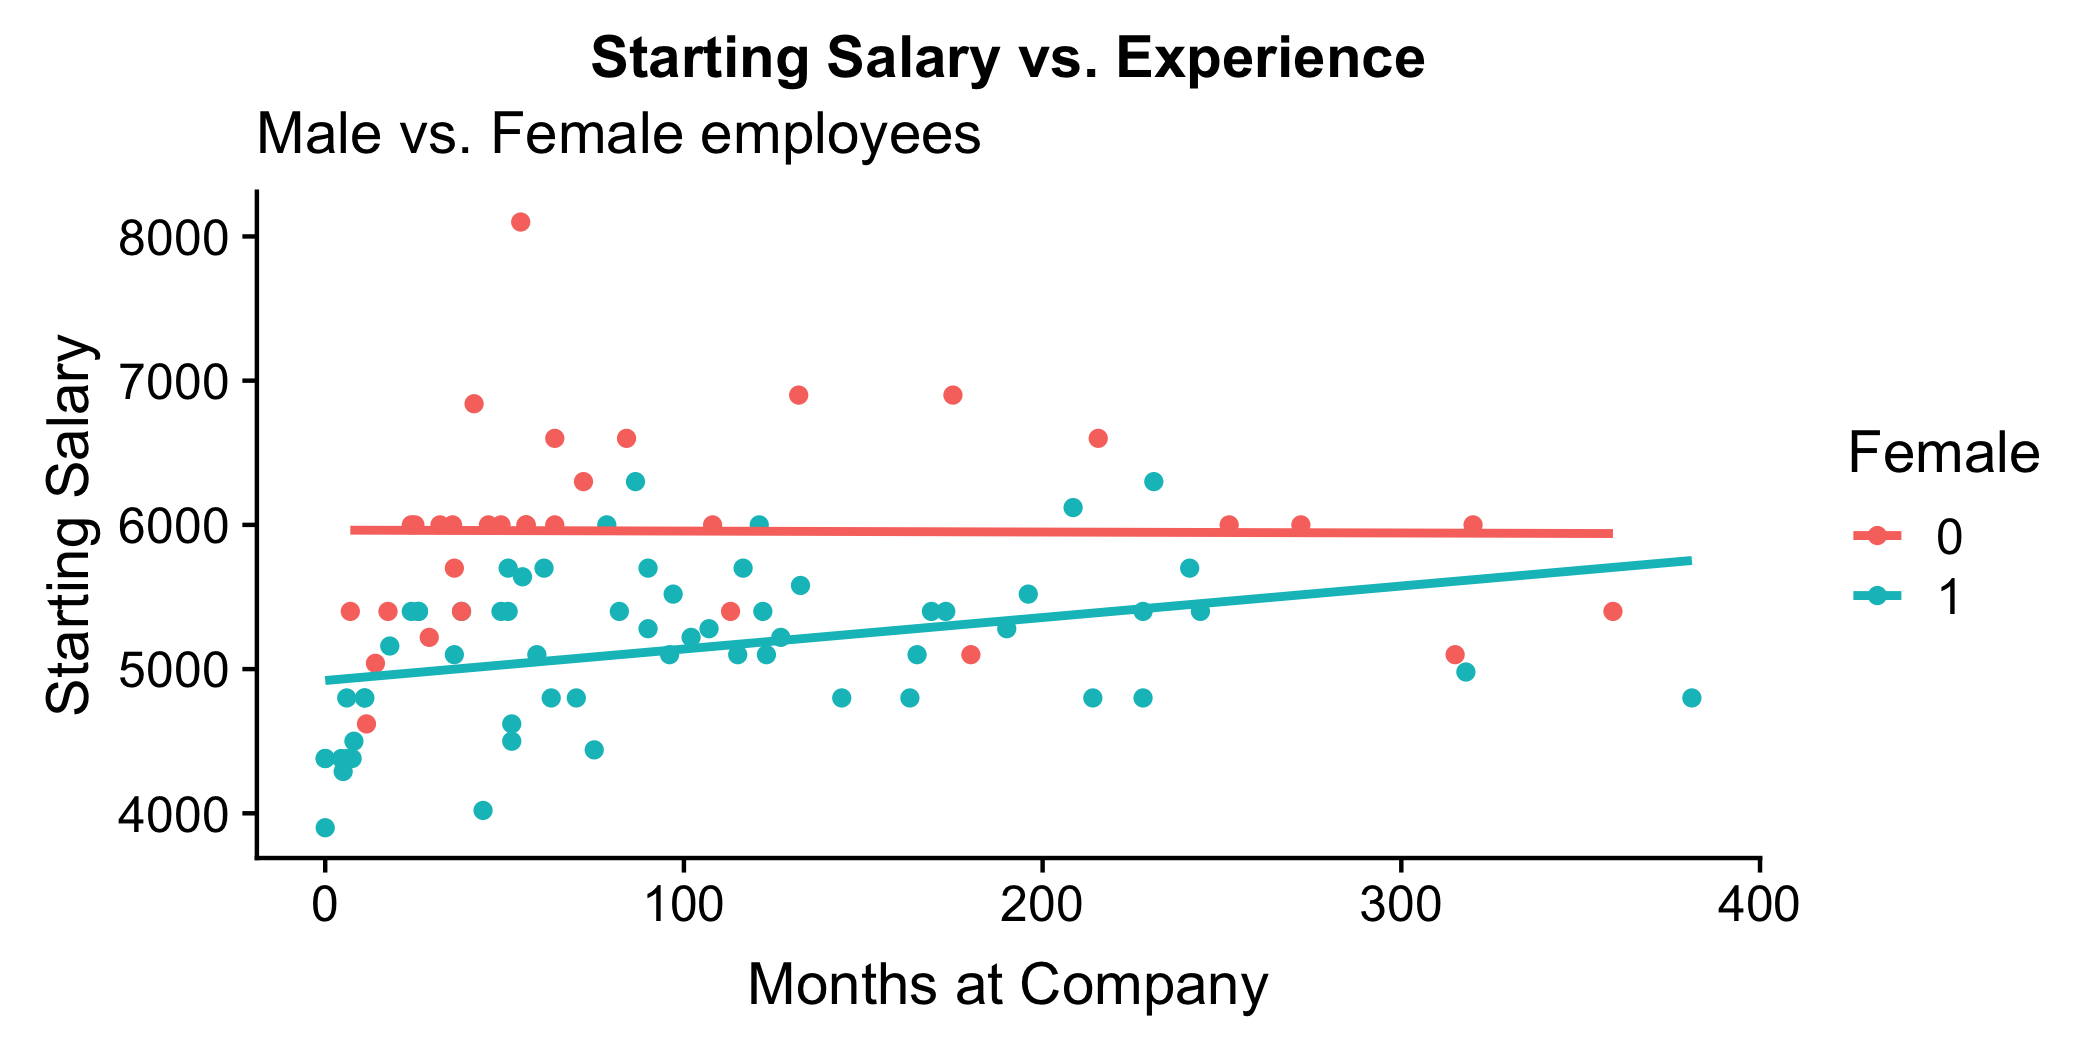 Starting Salary vs. Experience
Male vs. Female employees
Starting Salary
8000
7000
6000
5000
4000
0 100 200 300 400
Months at Company
Female
0
1